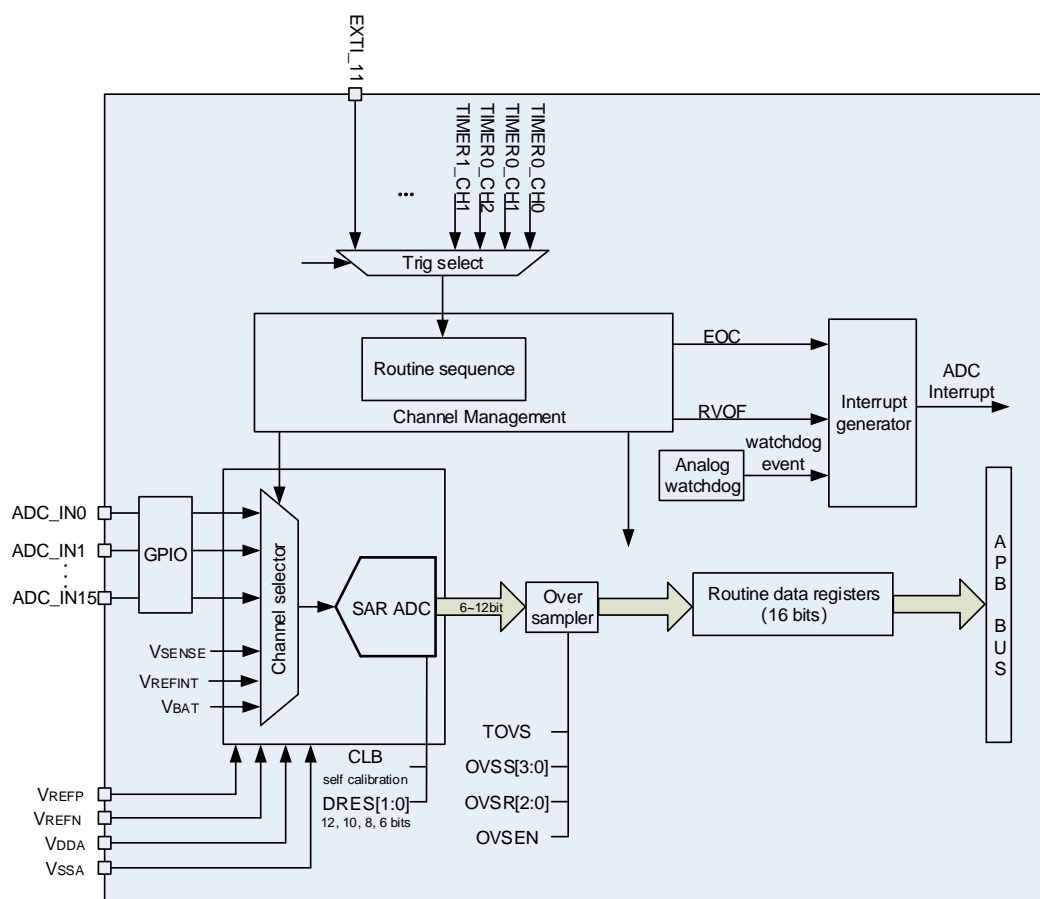 EXTI_11
TIMER1_CH1
TIMER0_CH2
TIMER0_CH1
TIMER0_CH0
...
Trig select
Routine sequence
Channel Management
EOC
RVOF
watchdog
event
Analog
watchdog
Interrupt
generator
ADC
Interrupt
ADC_IN0
ADC_IN1
ADC_IN15
GPIO
Channel selector
SAR ADC
6~12bit
Over
sampler
Routine data registers
(16 bits)
APB BUS
VSENSE
VREFINT
VBAT
CLB
self calibration
DRES[1:0]
12, 10, 8, 6 bits
TOVS
OVSS[3:0]
OVSR[2:0]
OVSEN
VREFP
VREFN
VDDA
VSSA